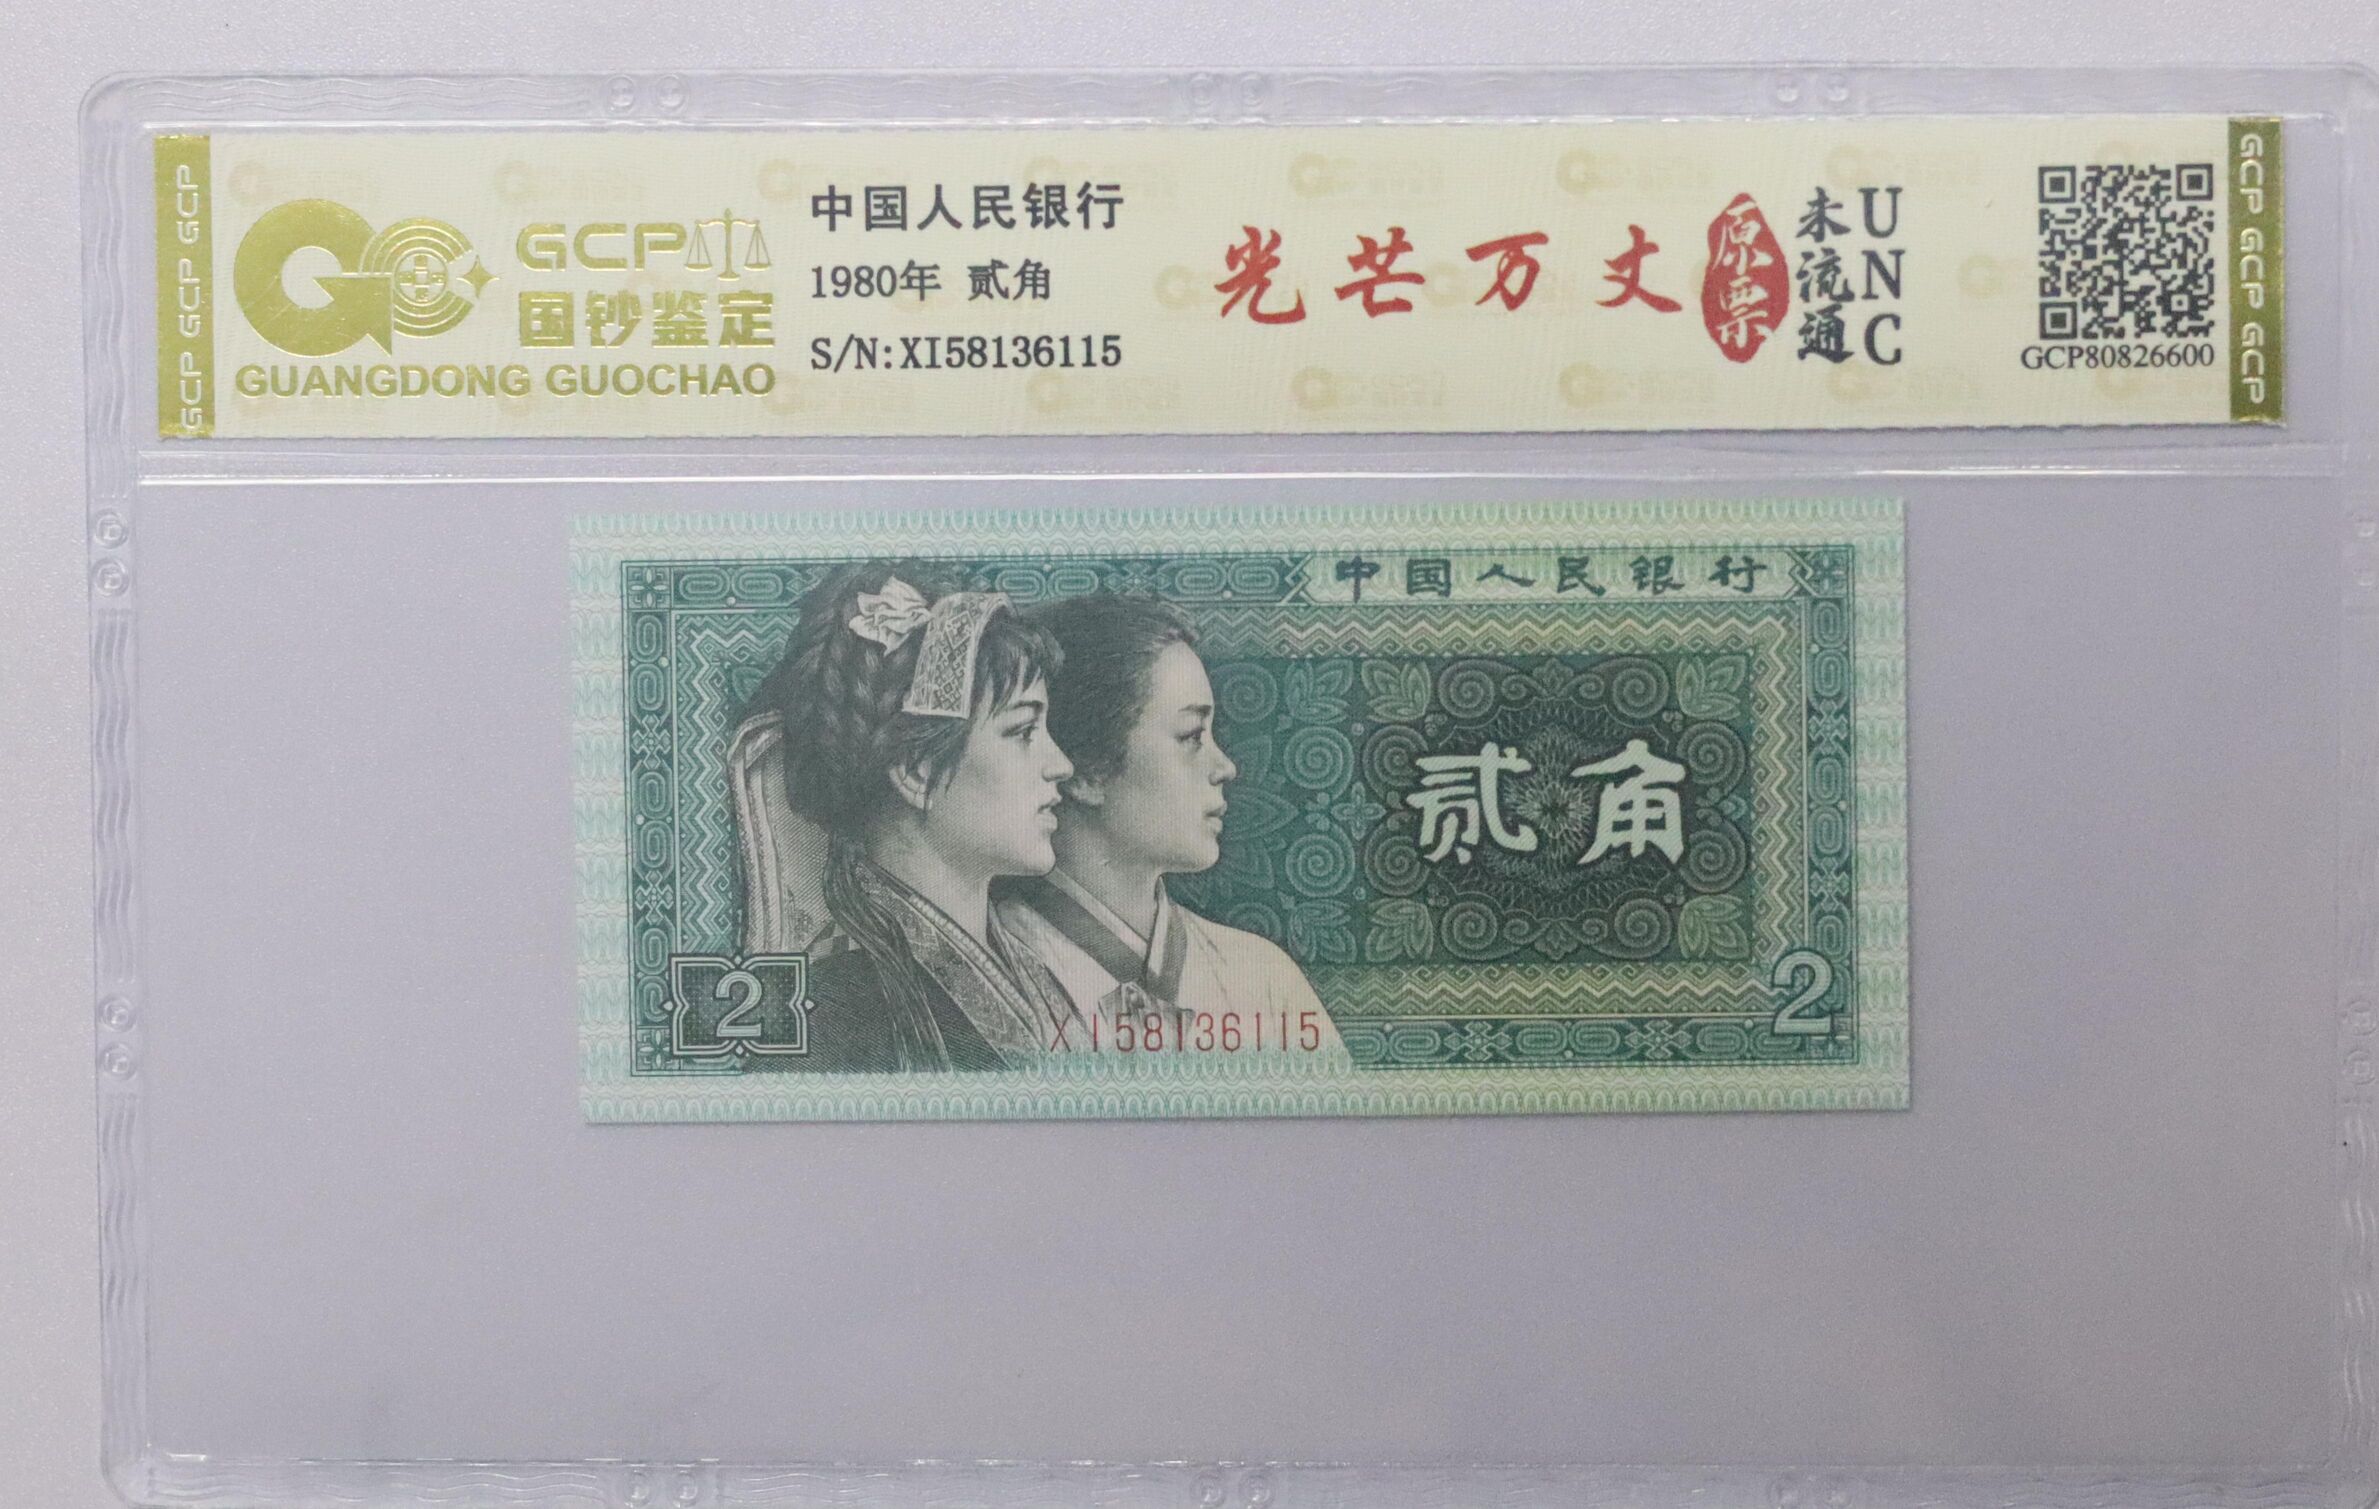 GCP GCP GCP
GCP
国钞鉴定
GUANGDONG GUOCHAO
中国人民银行
1980年 贰角
S/N:XI58136115
光芒万丈
原票
未流通
UNC
GCP80826600
GCP GCP GCP
中国人民银行
贰角
2
XI58136115
2